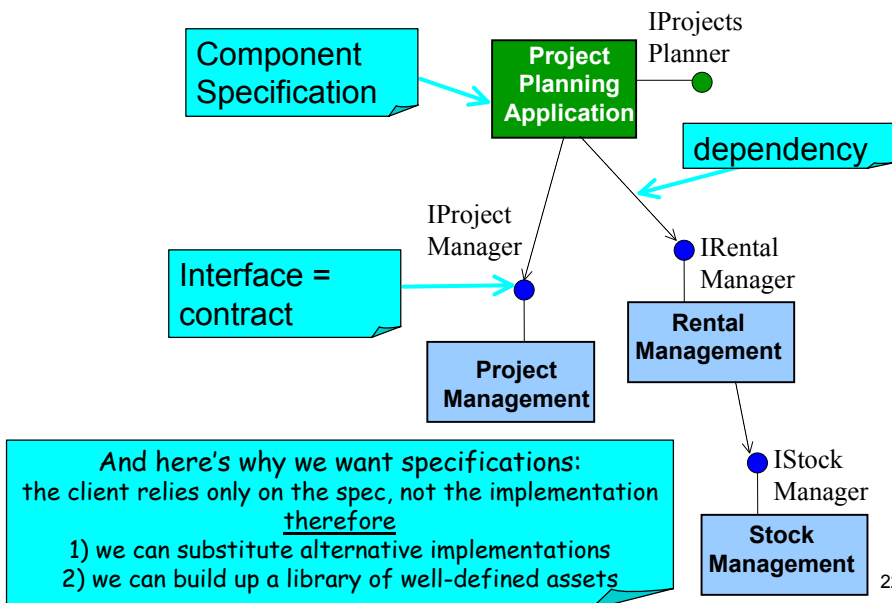 Component
Specification
Project
Planning
Application
IProjects
Planner
dependency
IProject
Manager
IRental
Manager
Interface =
contract
Rental
Management
Project
Management
And here's why we want specifications:
the client relies only on the spec, not the implementation
therefore
1) we can substitute alternative implementations
2) we can build up a library of well-defined assets
IStock
Manager
Stock
Management